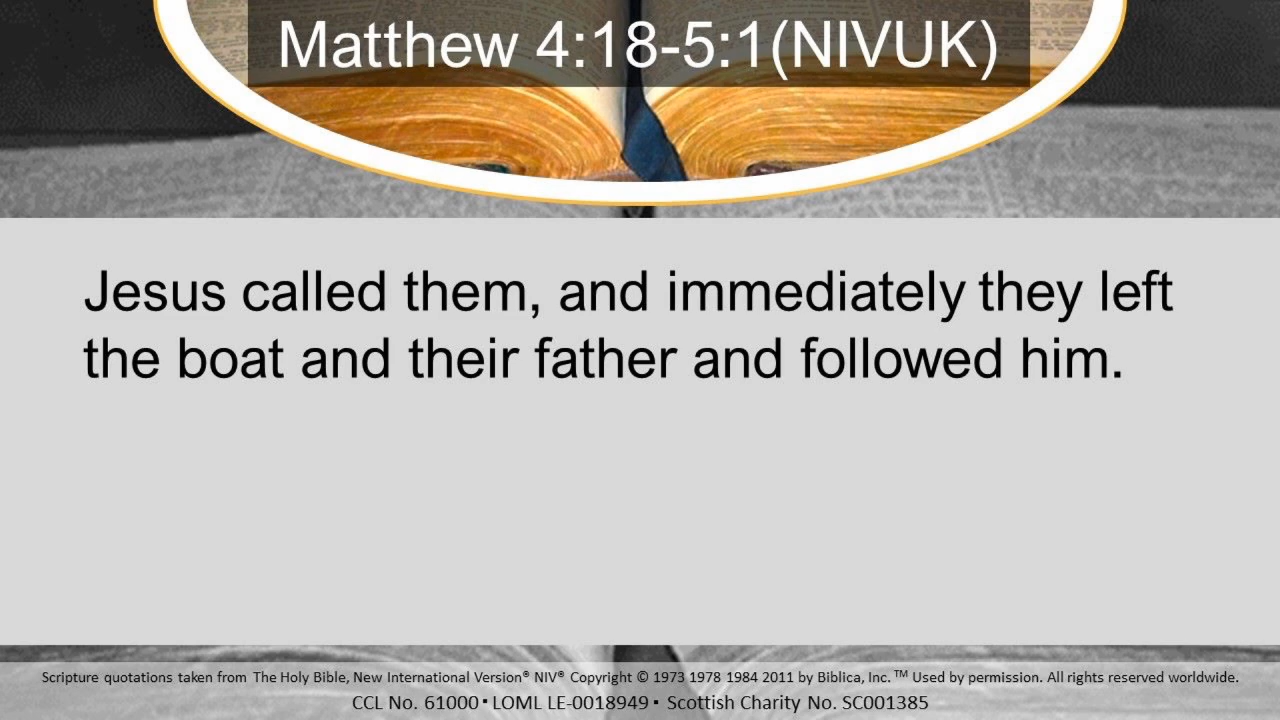 Matthew 4:18-5:1(NIVUK)
Jesus called them, and immediately they left
the boat and their father and followed him.
Scripture quotations taken from The Holy Bible, New International Version® NIV® Copyright © 1973 1978 1984 2011 by Biblica, Inc.™ Used by permission. All rights reserved worldwide.
CCL No. 61000▪LOML LE-0018949▪ Scottish Charity No. SC001385